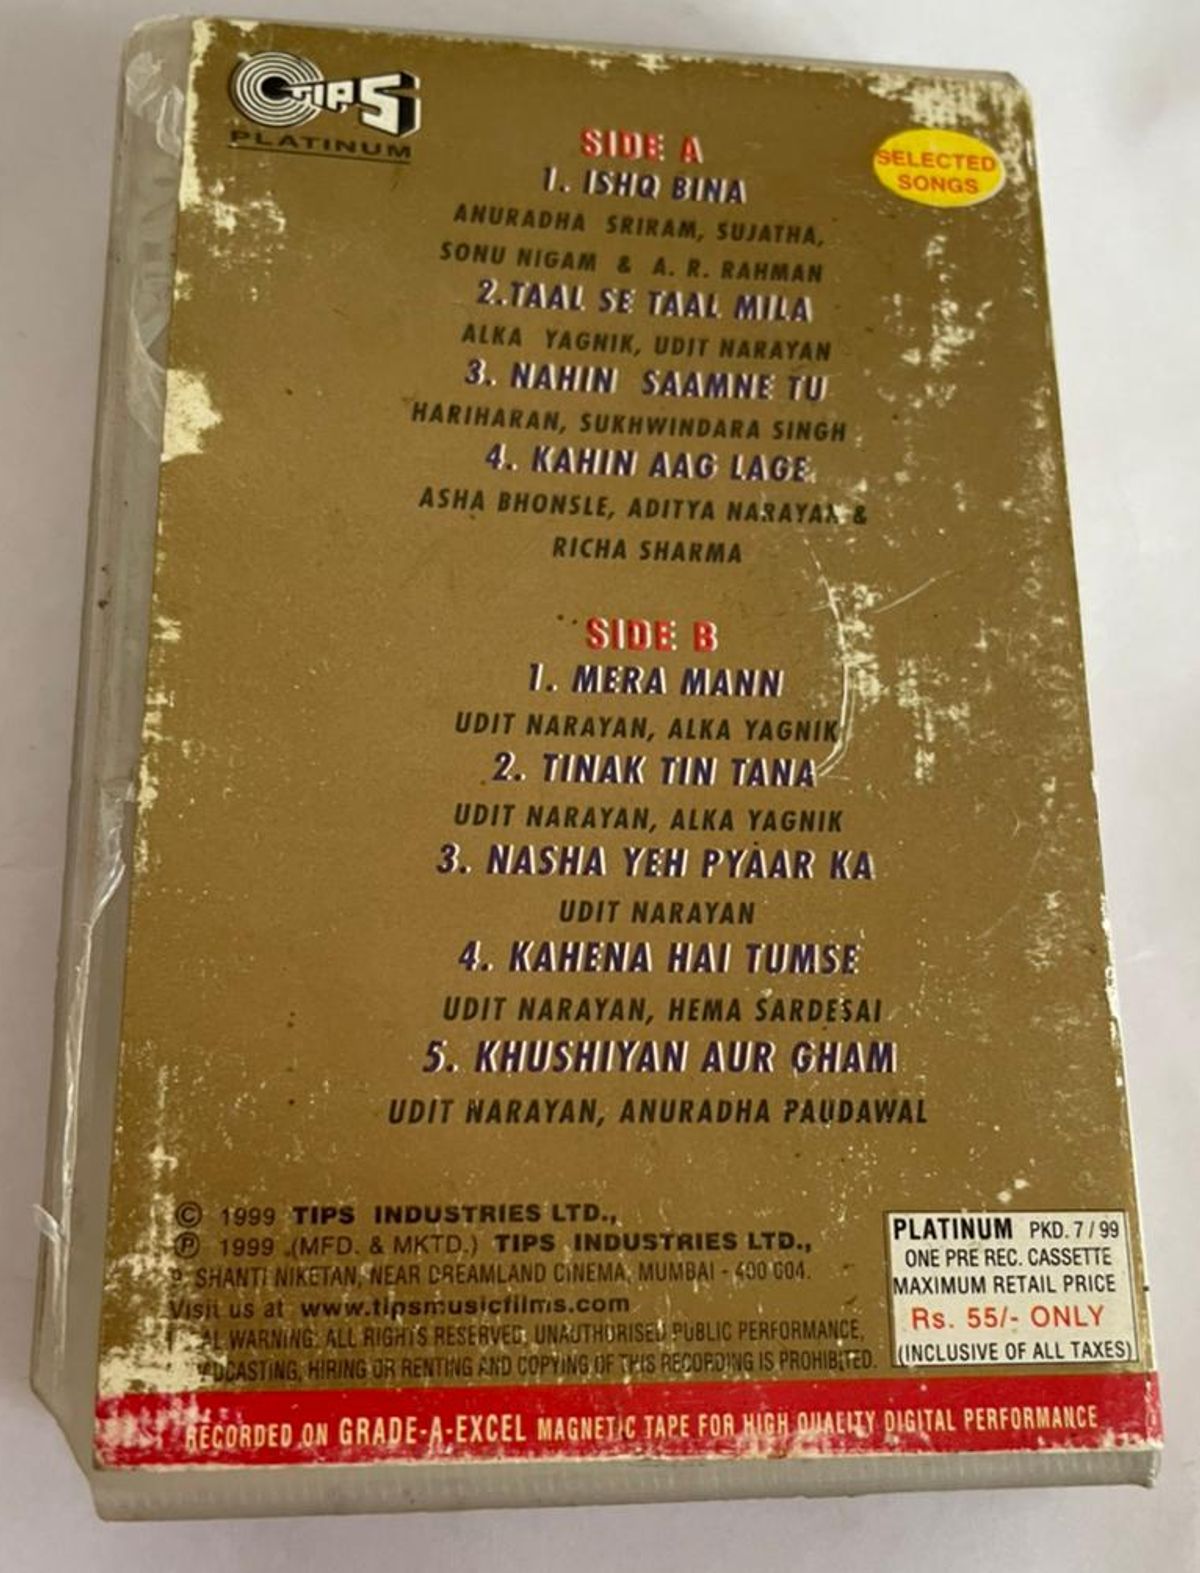 TIPS
PLATINUM
SELECTED
SONGS
SIDE A
1. ISHQ BINA
ANURADHA SRIRAM, SUJATHA,
SONU NIGAM & A. R. RAHMAN
2. TAAL SE TAAL MILA
ALKA YAGNIK, UDIT NARAYAN
3. NAHIN SAAMNE TU
HARIHARAN, SUKHWINDARA SINGH
4. KAHIN AAG LAGE
ASHA BHONSLE, ADITYA NARAYAN &
RICHA SHARMA
SIDE B
1. MERA MANN
UDIT NARAYAN, ALKA YAGNIK
2. TINAK TIN TANA
UDIT NARAYAN, ALKA YAGNIK
3. NASHA YEH PYAAR KA
UDIT NARAYAN
4. KAHENA HAI TUMSE
UDIT NARAYAN, HEMA SARDESAI
5. KHUSHIYAN AUR GHAM
UDIT NARAYAN, ANURADHA PAUDAWAL
© 1999 TIPS INDUSTRIES LTD.,
℗ 1999 (MFD. & MKTD.) TIPS INDUSTRIES LTD.,
SHANTI NIKETAN, NEAR DREAMLAND CINEMA, MUMBAI - 400 004.
Visit us at www.tipsmusicfilms.com
WARNING: ALL RIGHTS RESERVED. UNAUTHORISED PUBLIC PERFORMANCE,
HIRING OR RENTING AND COPYING OF THIS RECORDING IS PROHIBITED.
PLATINUM PKD. 7/99
ONE PRE REC. CASSETTE
MAXIMUM RETAIL PRICE
Rs. 55/- ONLY
(INCLUSIVE OF ALL TAXES)
RECORDED ON GRADE-A-EXCEL MAGNETIC TAPE FOR HIGH QUALITY DIGITAL PERFORMANCE